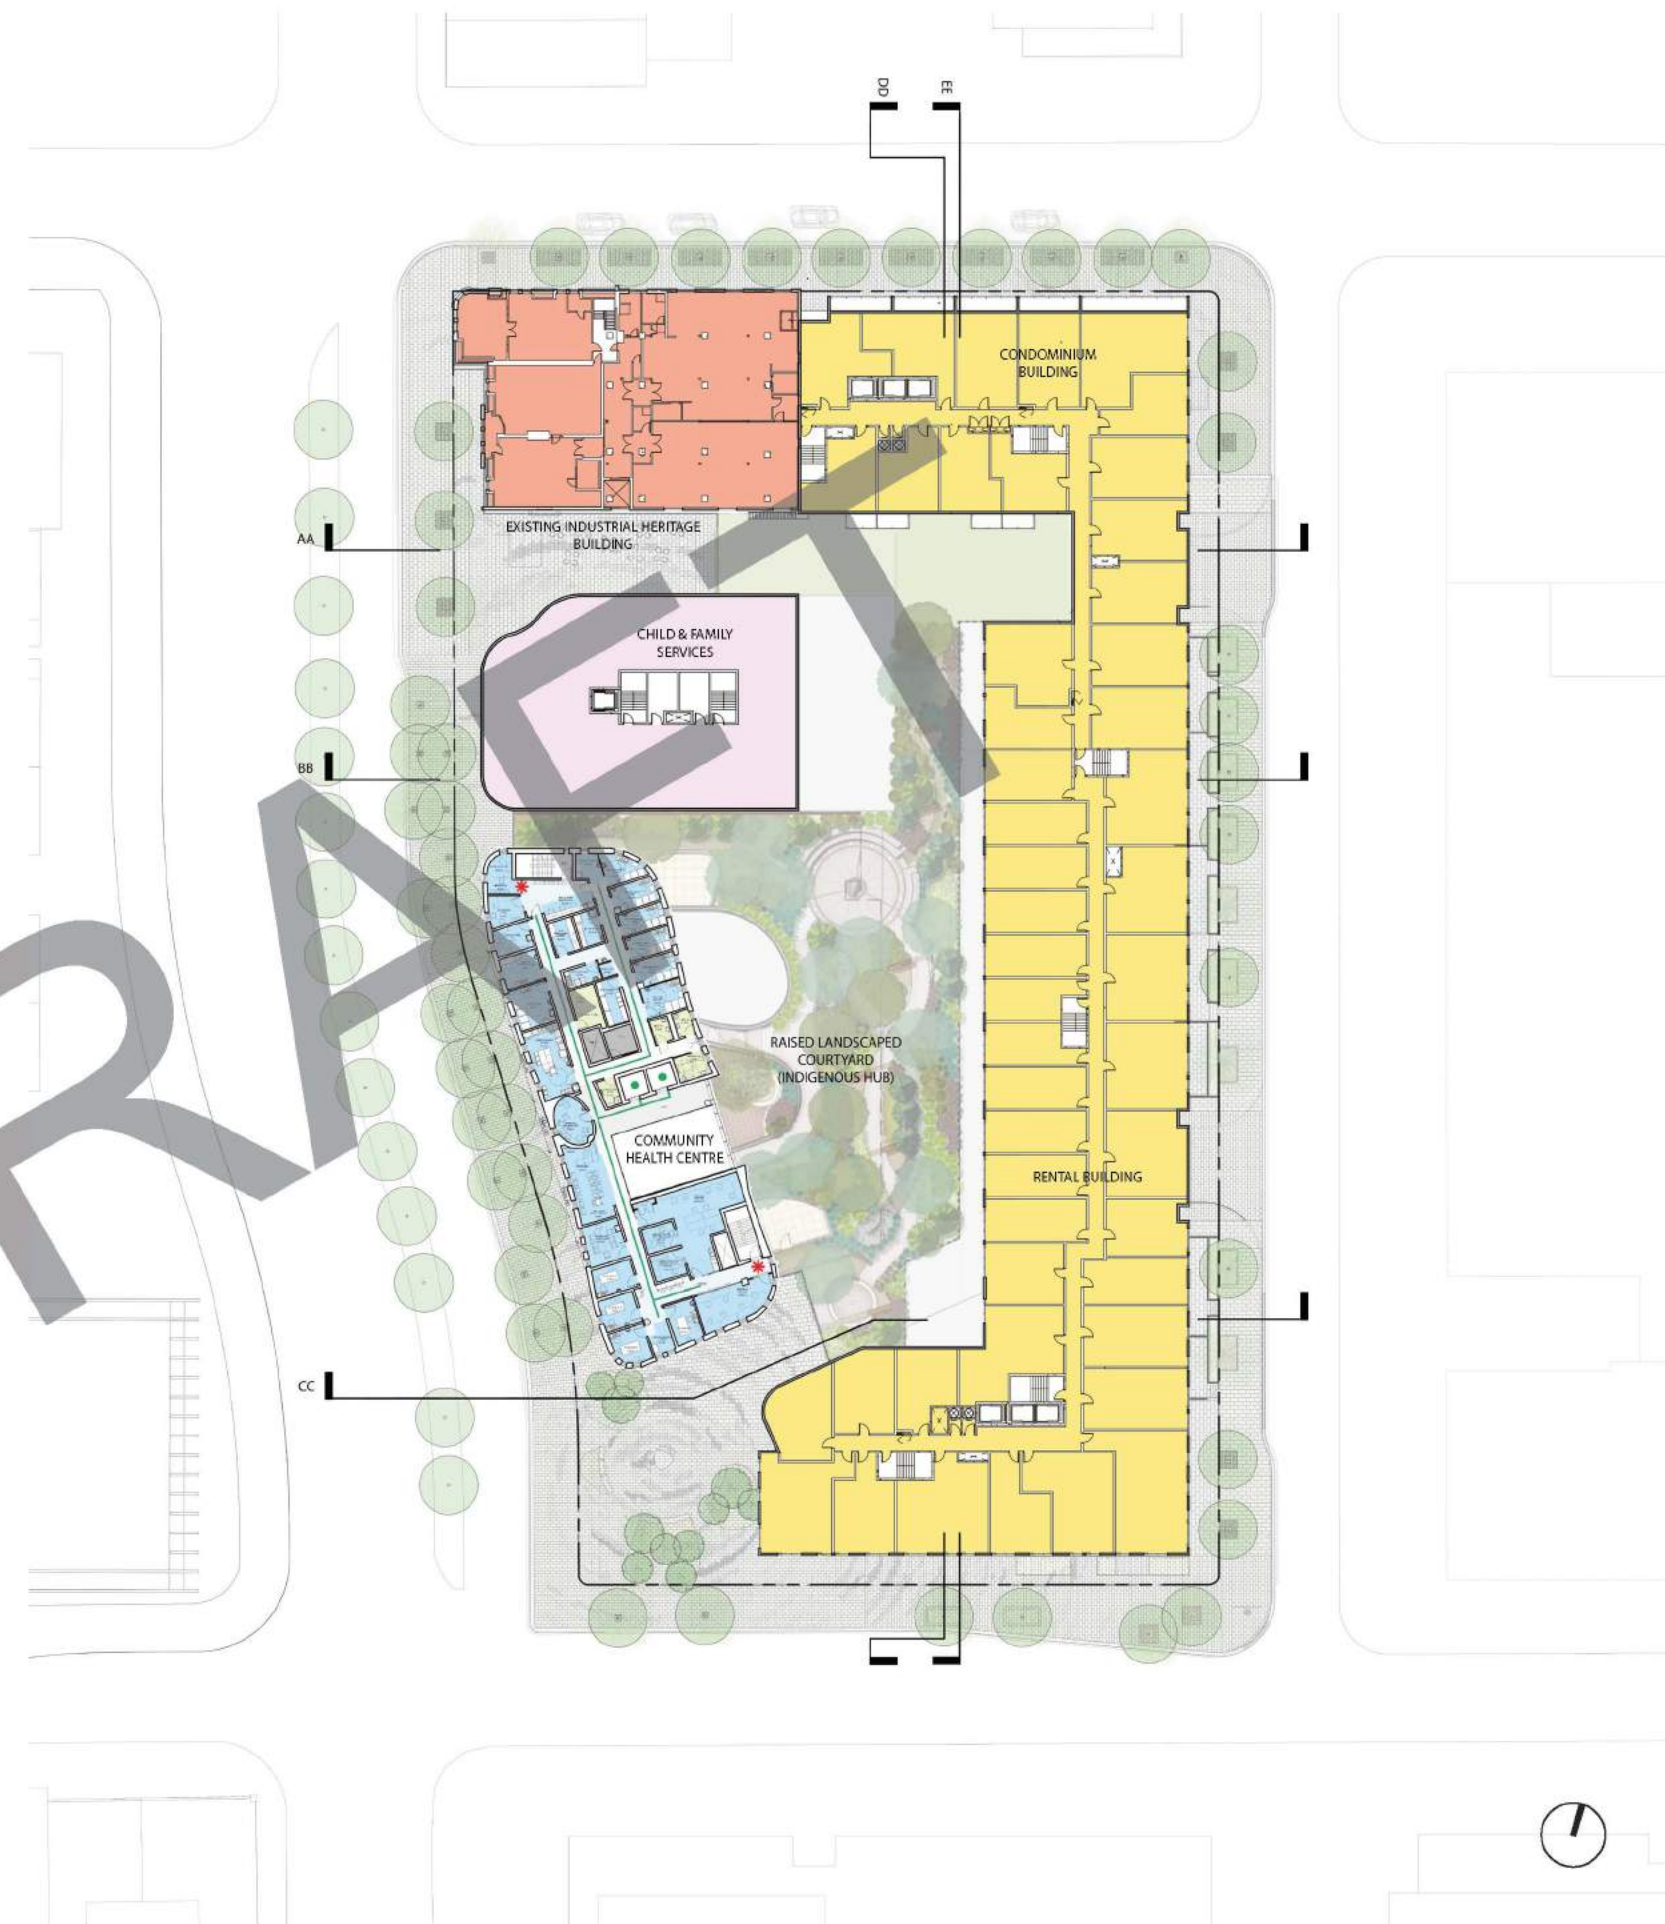 DD
EE
CONDOMINIUM
BUILDING
EXISTING INDUSTRIAL HERITAGE
BUILDING
AA
CHILD & FAMILY
SERVICES
BB
RAFT
RAISED LANDSCAPED
COURTYARD
(INDIGENOUS HUB)
COMMUNITY
HEALTH CENTRE
RENTAL BUILDING
CC